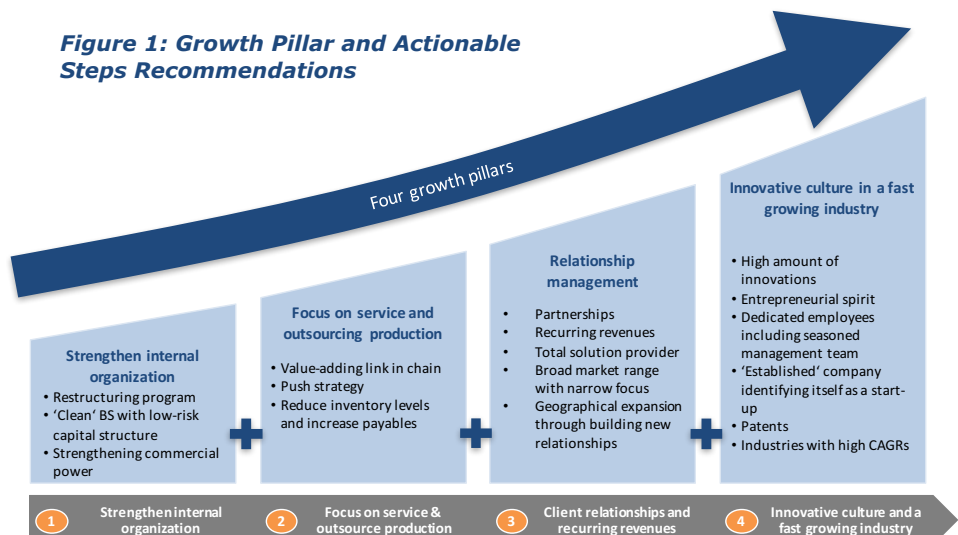 Figure 1: Growth Pillar and Actionable
Steps Recommendations
Four growth pillars
Strengthen internal
organization
• Restructuring program
• ‘Clean‘ BS with low-risk
capital structure
• Strengthening commercial
power
Focus on service and
outsourcing production
• Value-adding link in chain
• Push strategy
• Reduce inventory levels
and increase payables
Relationship
management
• Partnerships
• Recurring revenues
• Total solution provider
• Broad market range
with narrow focus
• Geographical expansion
through building new
relationships
Innovative culture in a fast
growing industry
• High amount of
innovations
• Entrepreneurial spirit
• Dedicated employees
including seasoned
management team
• ‘Established‘ company
identifying itself as a start-
up
• Patents
• Industries with high CAGRs
1
Strengthen internal
organization
2
Focus on service &
outsource production
3
Client relationships and
recurring revenues
4
Innovative culture and a
fast growing industry